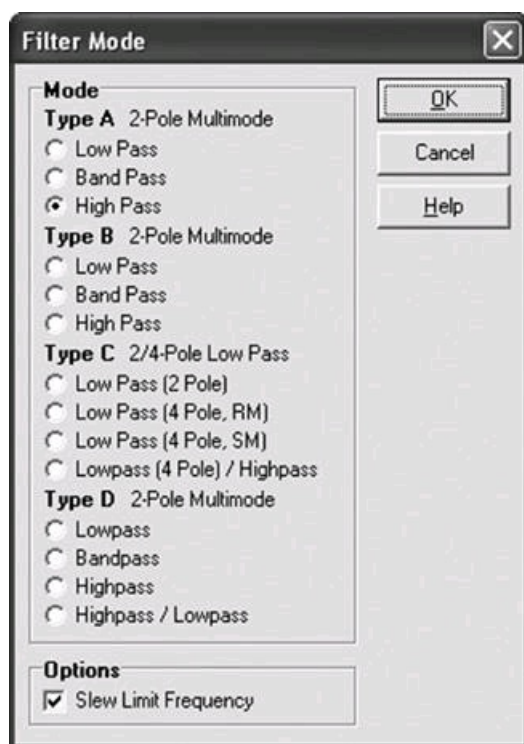 Filter Mode
Mode
Type A 2-Pole Multimode
Low Pass
Band Pass
High Pass
Type B 2-Pole Multimode
Low Pass
Band Pass
High Pass
Type C 2/4-Pole Low Pass
Low Pass (2 Pole)
Low Pass (4 Pole, RM)
Low Pass (4 Pole, SM)
Lowpass (4 Pole) / Highpass
Type D 2-Pole Multimode
Lowpass
Bandpass
Highpass
Highpass / Lowpass
Options
Slew Limit Frequency
OK
Cancel
Help